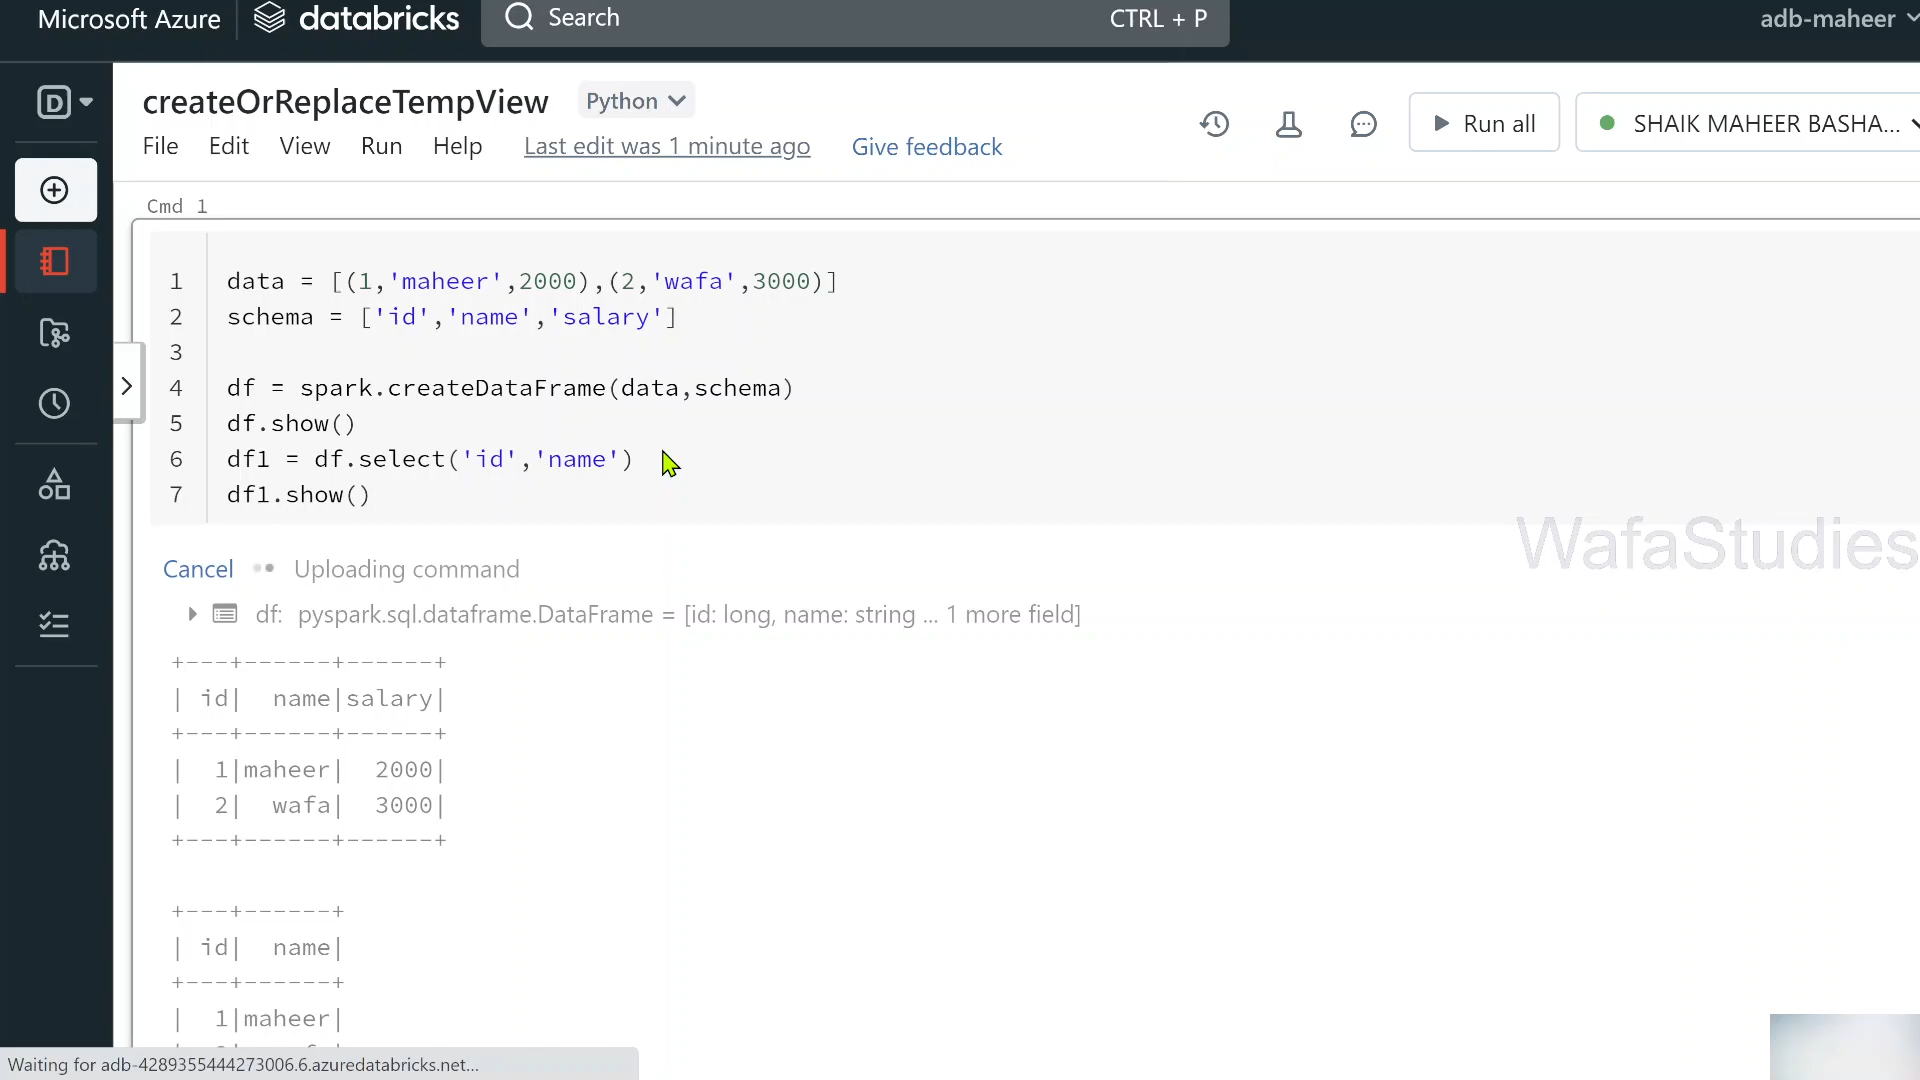 Microsoft Azure databricks Search CTRL + P adb-maheer
createOrReplaceTempView Python
File Edit View Run Help Last edit was 1 minute ago Give feedback Run all SHAIK MAHEER BASHA...
Cmd 1
1 data = [(1,'maheer',2000),(2,'wafa',3000)]
2 schema = ['id','name','salary']
3
4 df = spark.createDataFrame(data,schema)
5 df.show()
6 df1 = df.select('id','name')
7 df1.show()
WafaStudies
Cancel Uploading command
df: pyspark.sql.dataframe.DataFrame = [id: long, name: string ... 1 more field]
+---+------+------+
| id|  name|salary|
+---+------+------+
|  1|maheer|  2000|
|  2|  wafa|  3000|
+---+------+------+
+---+------+
| id|  name|
+---+------+
|  1|maheer|
Waiting for adb-4289355444273006.6.azuredatabricks.net...